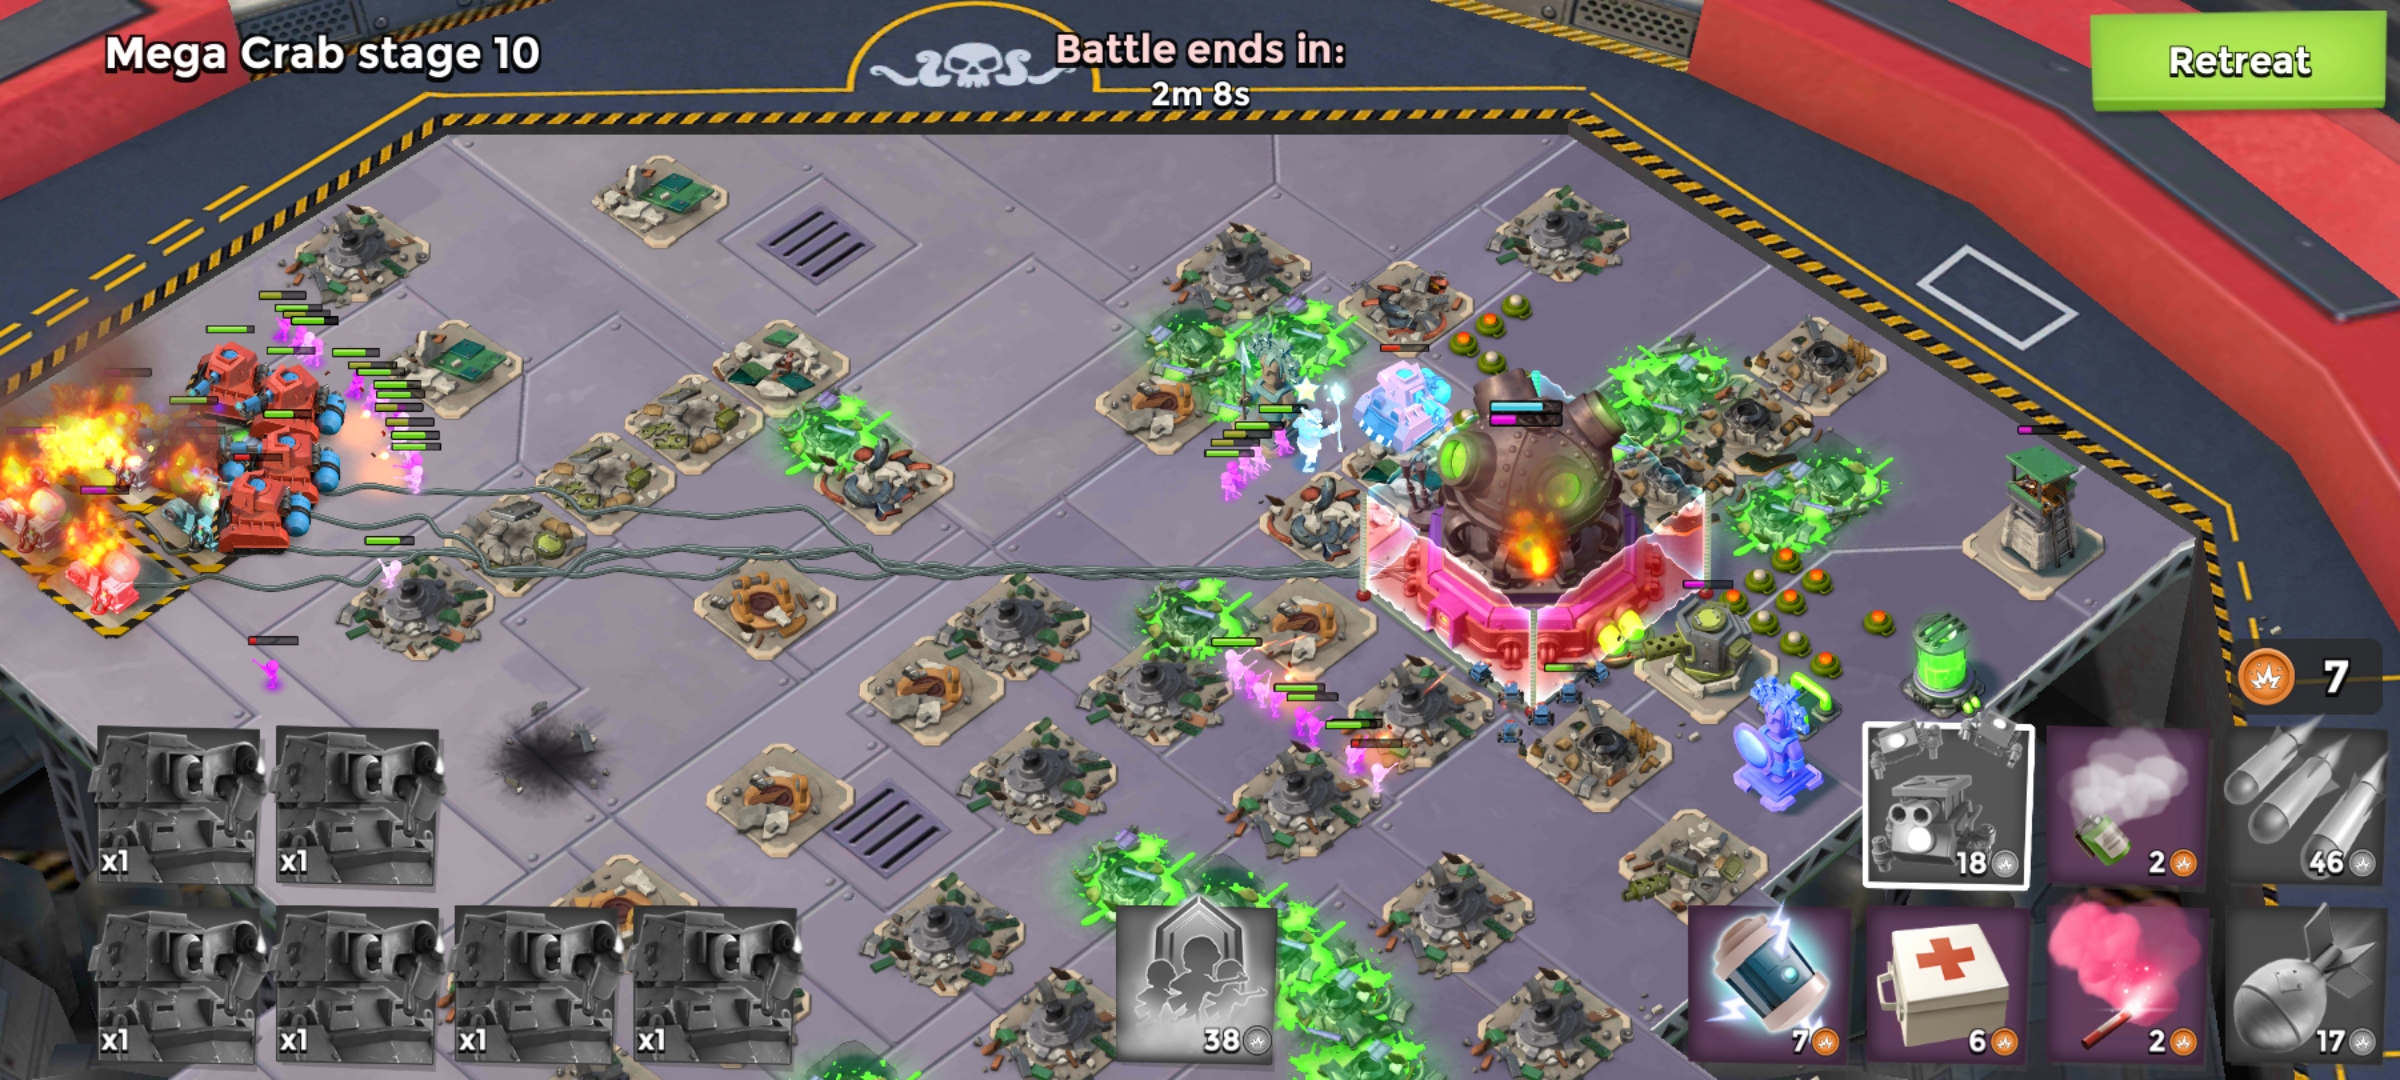 Mega Crab stage 10
Battle ends in:
2m 8s
Retreat
7
x1
x1
18
2
46
x1
x1
x1
x1
38
7
6
2
17